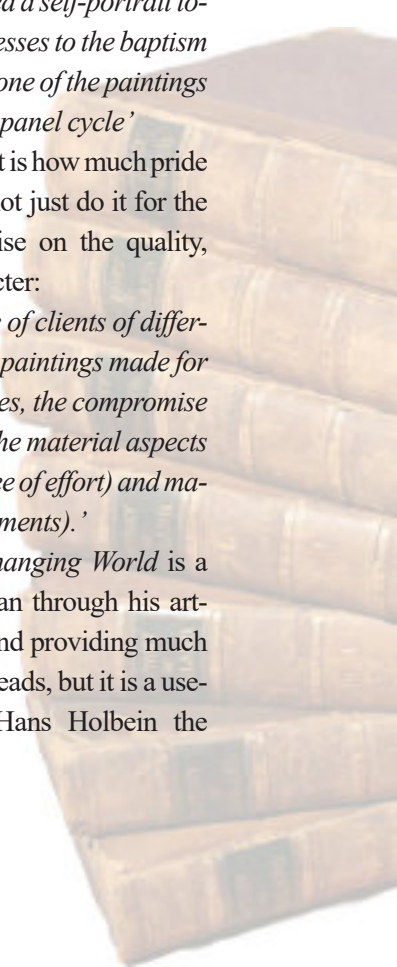 a self-portrait to-
esses to the baptism
one of the paintings
panel cycle’
t is how much pride
ot just do it for the
ise on the quality,
cter:
of clients of differ-
paintings made for
es, the compromise
he material aspects
ee of effort) and ma-
ments).’
hanging World is a
an through his art-
nd providing much
eads, but it is a use-
Hans Holbein the